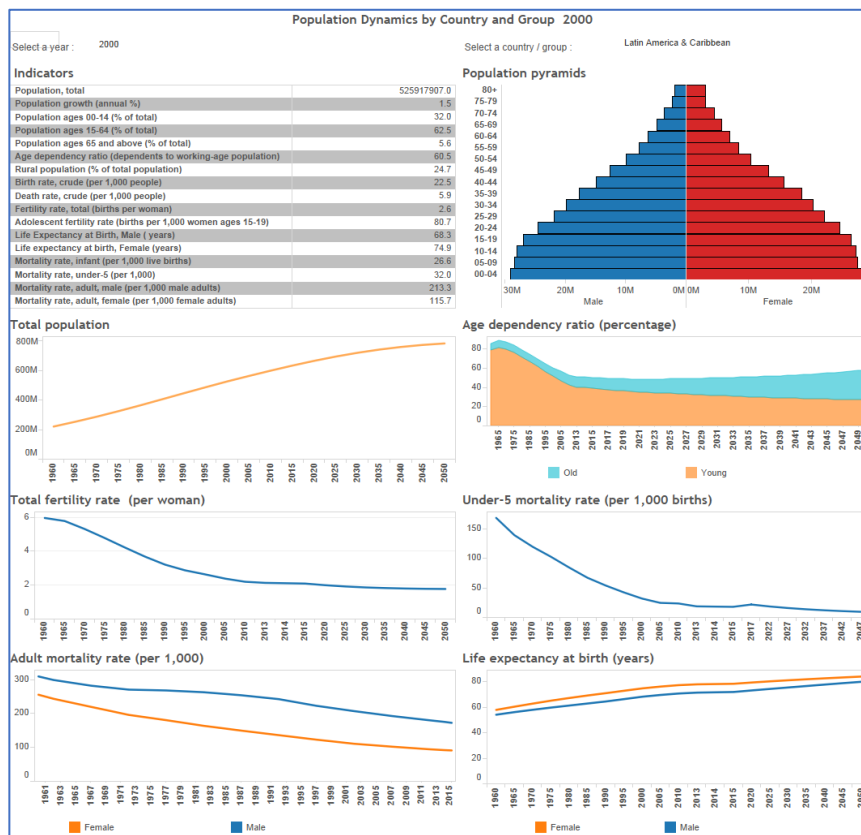 Population Dynamics by Country and Group 2000
Select a year : 2000
Select a country / group : Latin America & Caribbean
Indicators
Population, total 525917907.0
Population growth (annual %) 1.5
Population ages 00-14 (% of total) 32.0
Population ages 15-64 (% of total) 62.5
Population ages 65 and above (% of total) 5.6
Age dependency ratio (dependents to working-age population) 60.5
Rural population (% of total population) 24.7
Birth rate, crude (per 1,000 people) 22.5
Death rate, crude (per 1,000 people) 5.9
Fertility rate, total (births per woman) 2.6
Adolescent fertility rate (births per 1,000 women ages 15-19) 80.7
Life Expectancy at Birth, Male ( years) 68.3
Life expectancy at birth, Female (years) 74.9
Mortality rate, infant (per 1,000 live births) 26.6
Mortality rate, under-5 (per 1,000) 32.0
Mortality rate, adult, male (per 1,000 male adults) 213.3
Mortality rate, adult, female (per 1,000 female adults) 115.7
Population pyramids
80+
75-79
70-74
65-69
60-64
55-59
50-54
45-49
40-44
35-39
30-34
25-29
20-24
15-19
10-14
05-09
00-04
30M 20M 10M 0M 0M 10M 20M
Male Female
Total population
800M
600M
400M
200M
0M
1960 1965 1970 1975 1980 1985 1990 1995 2000 2005 2010 2013 2014 2015 2020 2025 2030 2035 2040 2045 2050
Age dependency ratio (percentage)
80
60
40
20
0
1965 1975 1985 1995 2005 2013 2015 2017 2019 2021 2023 2025 2027 2029 2031 2033 2035 2037 2039 2041 2043 2045 2047 2049
Old Young
Total fertility rate (per woman)
6
4
2
0
1960 1965 1970 1975 1980 1985 1990 1995 2000 2005 2010 2013 2014 2015 2020 2025 2030 2035 2040 2045 2050
Under-5 mortality rate (per 1,000 births)
150
100
50
0
1960 1965 1970 1975 1980 1985 1990 1995 2000 2005 2010 2013 2014 2015 2017 2022 2027 2032 2037 2042 2047
Adult mortality rate (per 1,000)
300
200
100
0
1961 1963 1965 1967 1969 1971 1973 1975 1977 1979 1981 1983 1985 1987 1989 1991 1993 1995 1997 1999 2001 2003 2005 2007 2009 2011 2013 2015
Female Male
Life expectancy at birth (years)
80
60
40
20
0
1960 1965 1970 1975 1980 1985 1990 1995 2000 2005 2010 2013 2014 2015 2020 2025 2030 2035 2040 2045 2050
Female Male